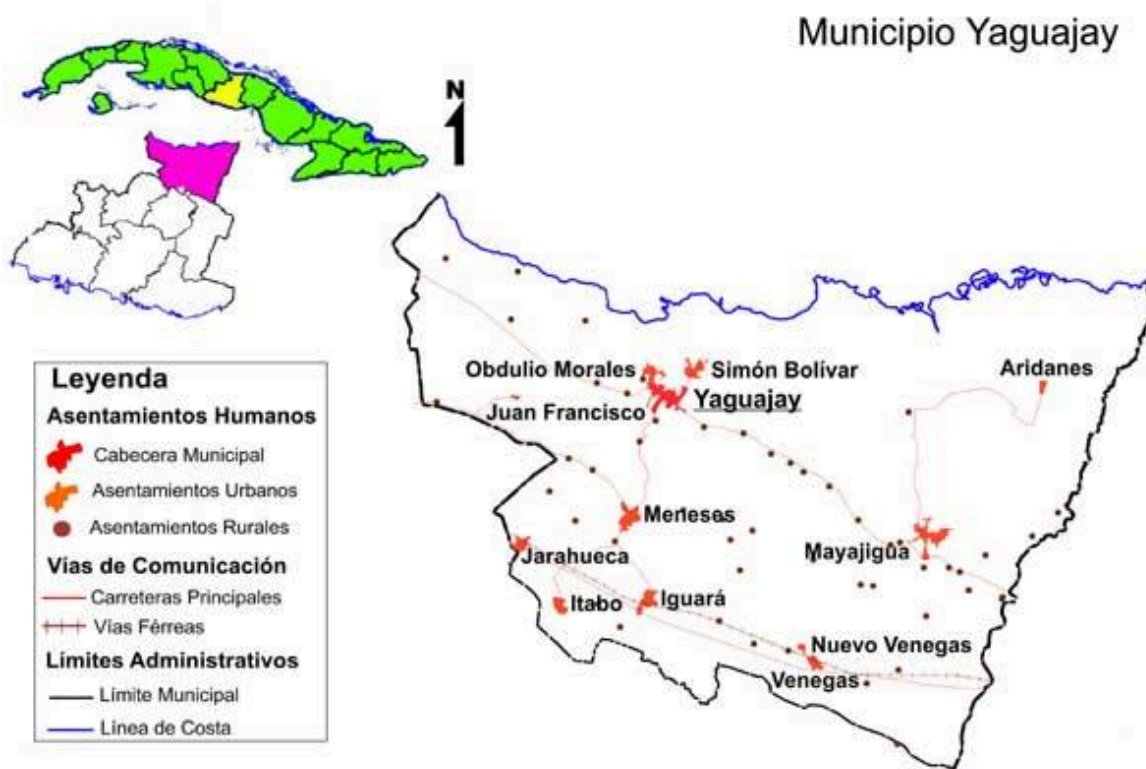 Municipio Yaguajay
N
Obdulio Morales
Simón Bolívar
Aridanes
Juan Francisco
Yaguajay
Meneses
Mayajigüa
Jarahueca
Itabo
Iguará
Nuevo Venegas
Venegas
Leyenda
Asentamientos Humanos
Cabecera Municipal
Asentamientos Urbanos
Asentamientos Rurales
Vías de Comunicación
Carreteras Principales
Vías Férreas
Límites Administrativos
Límite Municipal
Linea de Costa